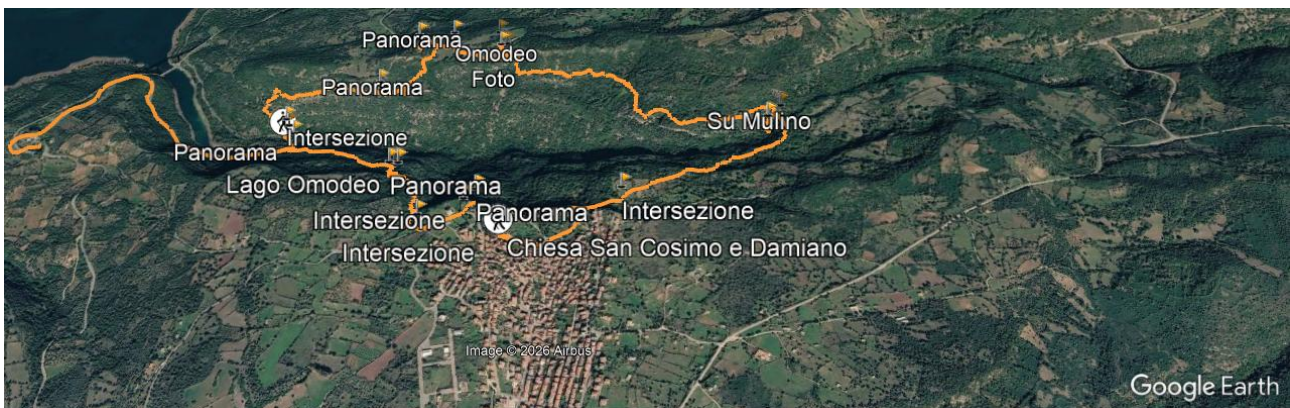 Panorama
Omodeo
Foto
Panorama
Su Mulino
Intersezione
Panorama
Lago Omodeo
Panorama
Intersezione
Panorama
Intersezione
Chiesa San Cosimo e Damiano
Intersezione
Image © 2026 Airbus
Google Earth